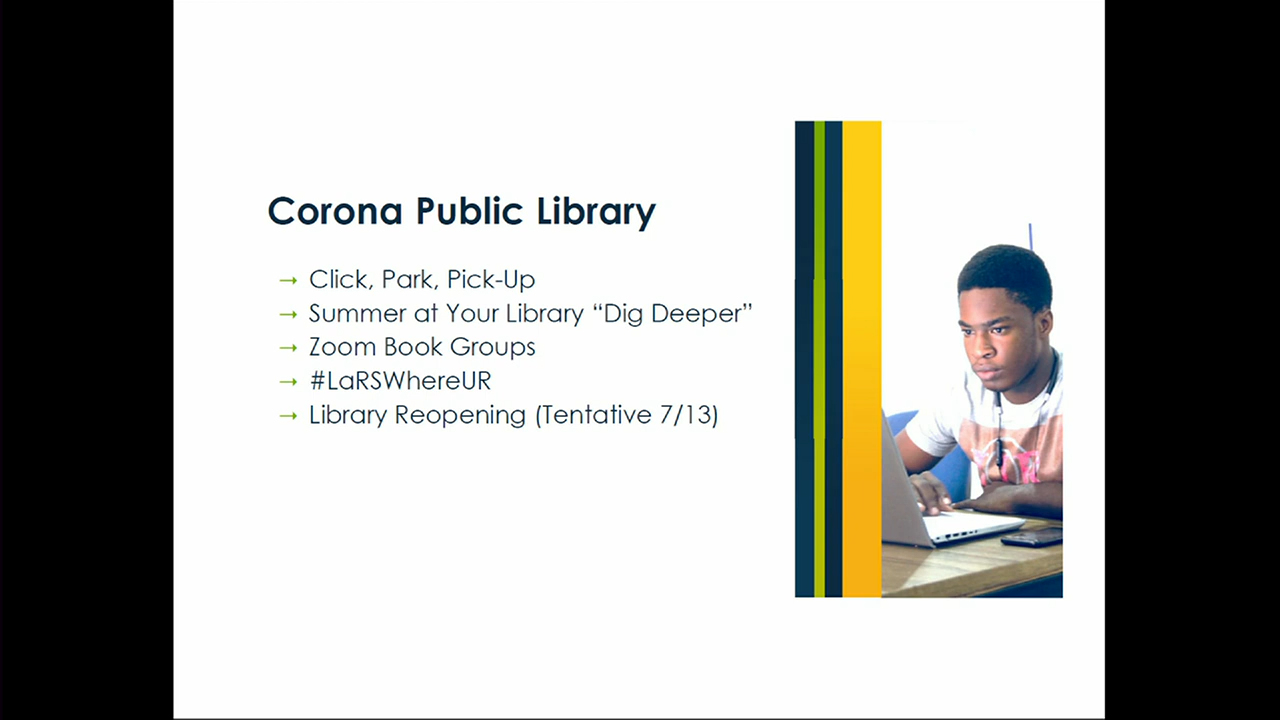 Corona Public Library
→ Click, Park, Pick-Up
→ Summer at Your Library “Dig Deeper”
→ Zoom Book Groups
→ #LaRSWhereUR
→ Library Reopening (Tentative 7/13)